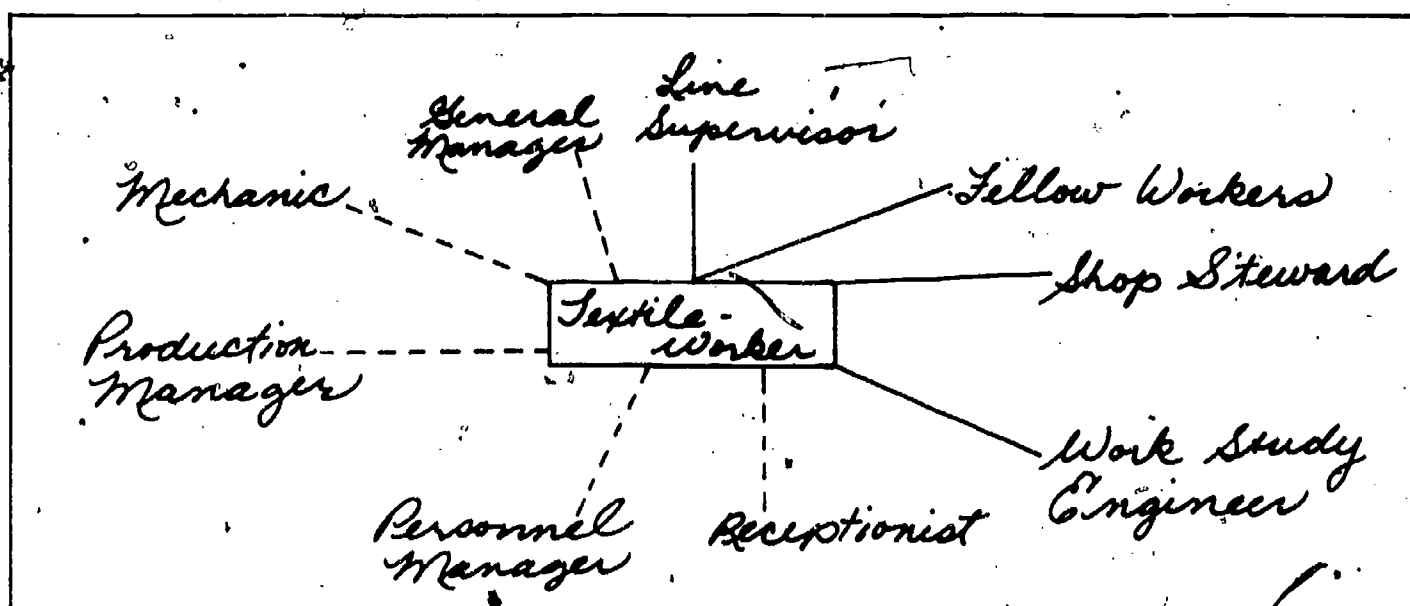 Line
Supervisor
General
Manager
Mechanic
Fellow Workers
Shop Steward
Textile-
Worker
Production
Manager
Work Study
Engineer
Personnel
Manager
Receptionist